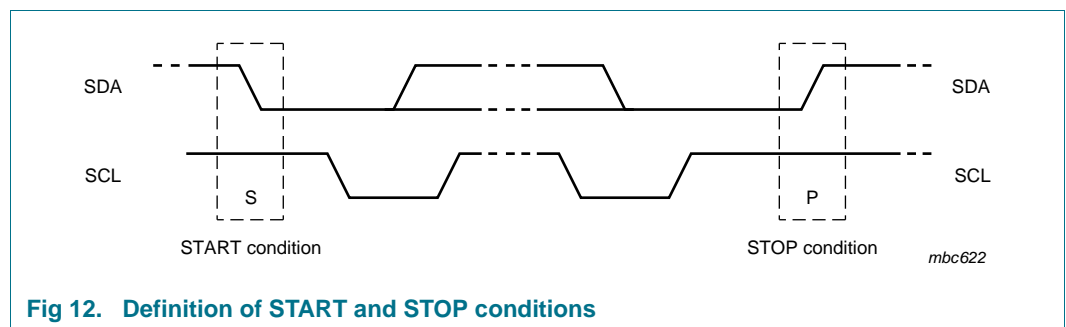 SDA SDA
SCL SCL
S P
START condition STOP condition
mbc622
Fig 12. Definition of START and STOP conditions